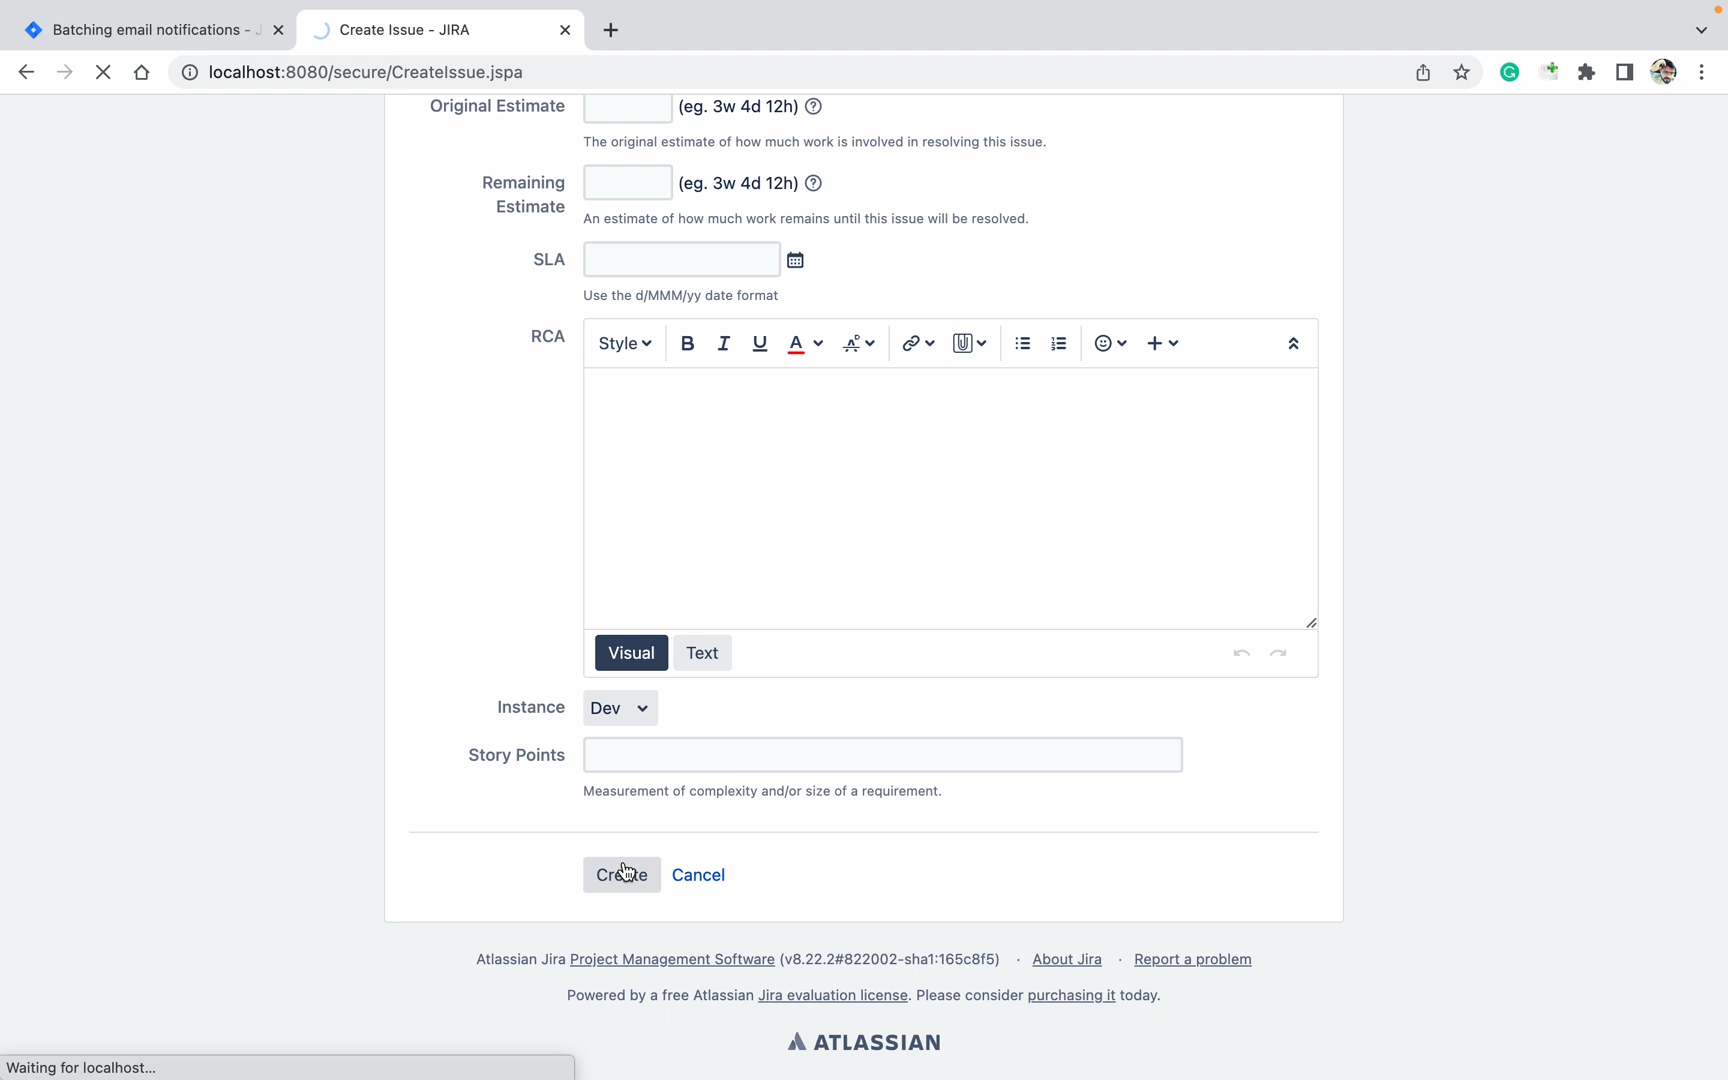 Batching email notifications - J
Create Issue - JIRA
localhost:8080/secure/CreateIssue.jspa
Original Estimate (eg. 3w 4d 12h)
The original estimate of how much work is involved in resolving this issue.
Remaining Estimate (eg. 3w 4d 12h)
An estimate of how much work remains until this issue will be resolved.
SLA
Use the d/MMM/yy date format
RCA Style B I U A
Visual Text
Instance Dev
Story Points
Measurement of complexity and/or size of a requirement.
Create Cancel
Atlassian Jira Project Management Software (v8.22.2#822002-sha1:165c8f5) · About Jira · Report a problem
Powered by a free Atlassian Jira evaluation license. Please consider purchasing it today.
ATLASSIAN
Waiting for localhost...